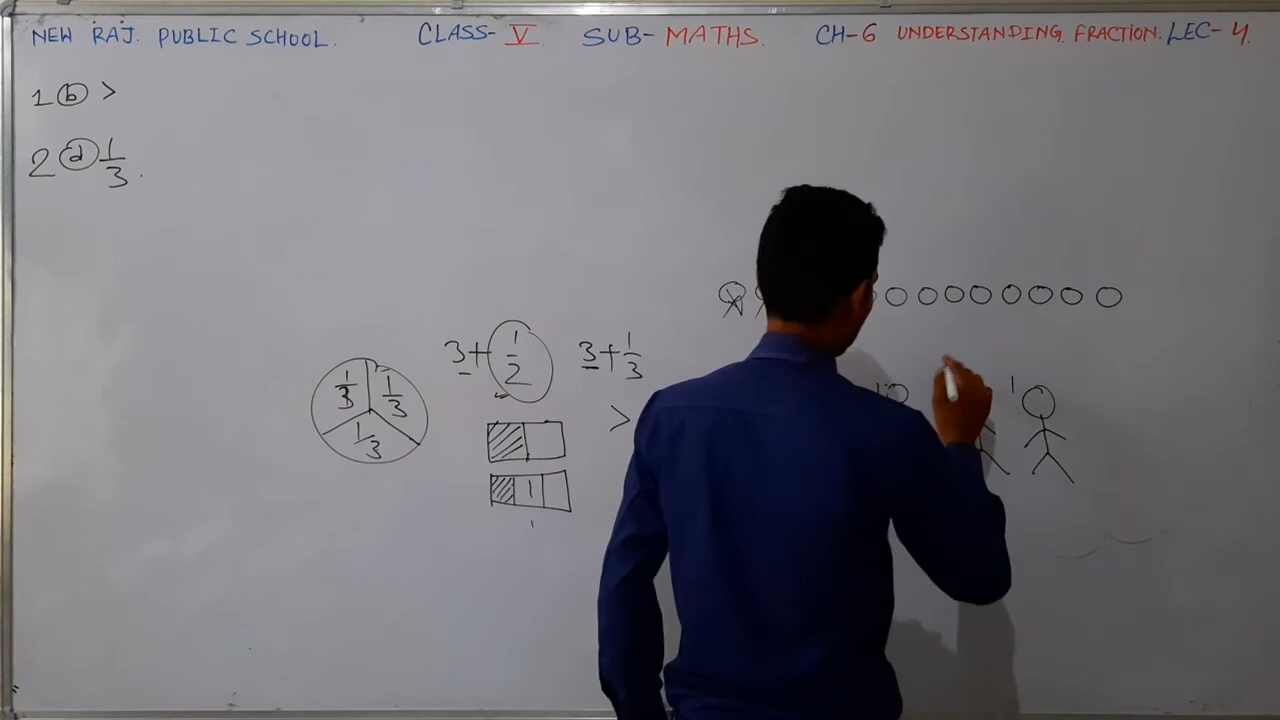 NEW RAJ. PUBLIC SCHOOL. CLASS- V SUB- MATHS. CH-6 UNDERSTANDING FRACTION. LEC- 4.
1 (b) >
2 (d) 1/3.
3+ 1/2 3+ 1/3
1/3 1/3
1/3
>
1
1